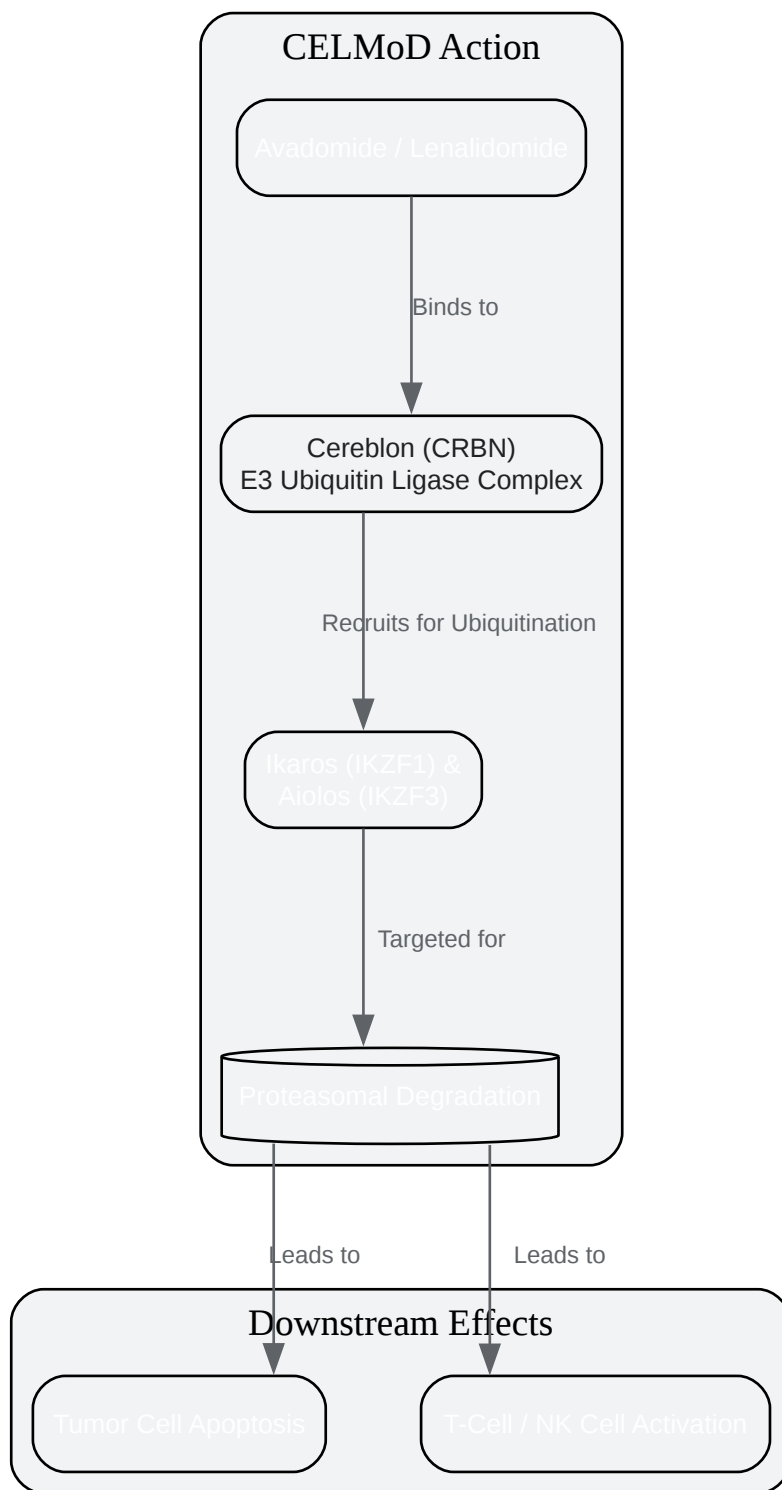 CELMoD Action
Avadomide / Lenalidomide
Binds to
Cereblon (CRBN)
E3 Ubiquitin Ligase Complex
Recruits for Ubiquitination
Ikaros (IKZF1) &
Aiolos (IKZF3)
Targeted for
Proteasomal Degradation
Leads to
Leads to
Downstream Effects
Tumor Cell Apoptosis
T-Cell / NK Cell Activation